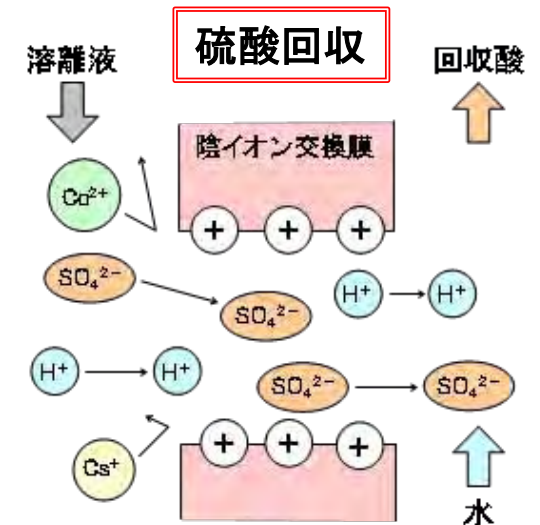 硫酸回収
溶離液
回収酸
陰イオン交換膜
Co²⁺
+ + +
SO₄²⁻
SO₄²⁻
H⁺
H⁺
H⁺
H⁺
SO₄²⁻
SO₄²⁻
+ + +
Cs⁺
水